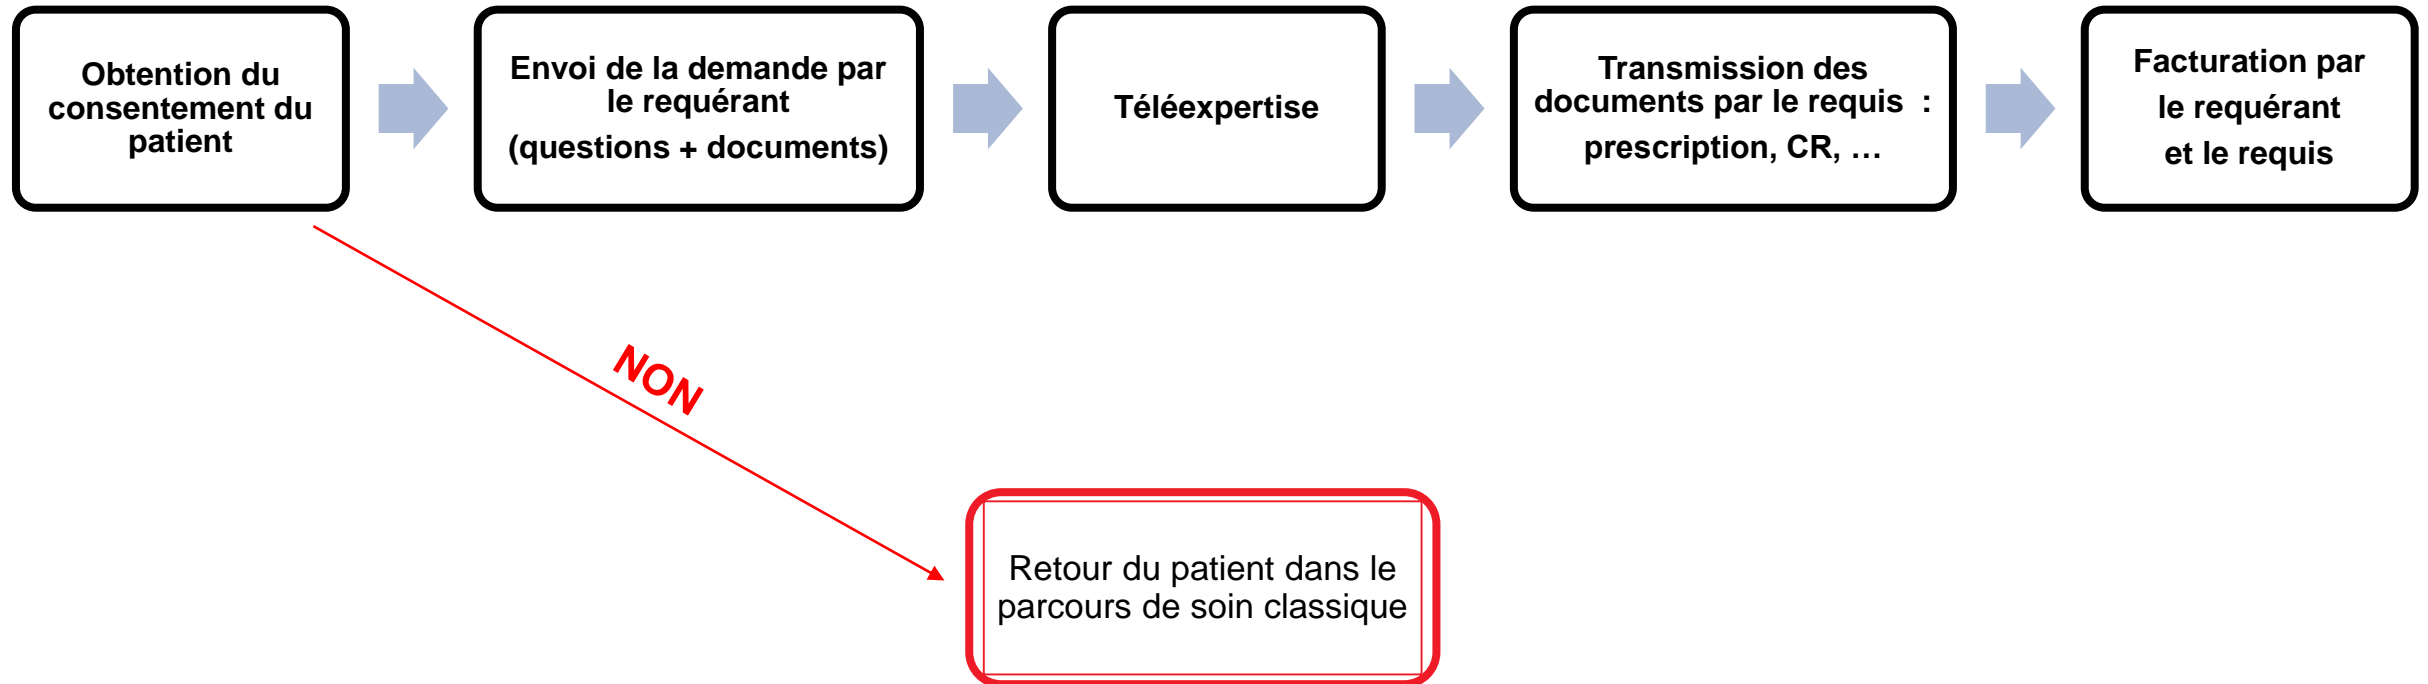 Obtention du
consentement du
patient
Envoi de la demande par
le requérant
(questions + documents)
Téléexpertise
Transmission des
documents par le requis :
prescription, CR, …
Facturation par
le requérant
et le requis
NON
Retour du patient dans le
parcours de soin classique